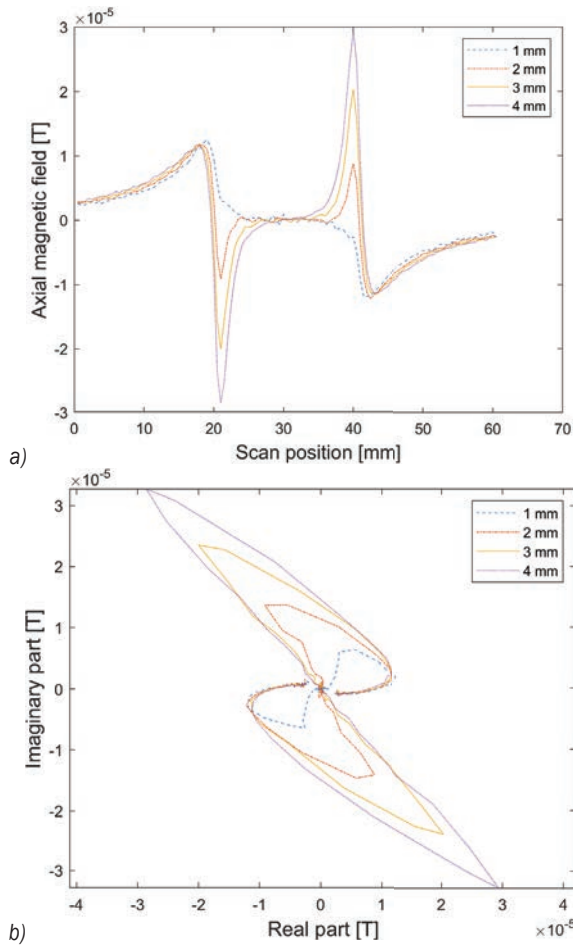 ×10⁻⁵
3
2
1
0
-1
-2
-3
Axial magnetic field [T]
1 mm
2 mm
3 mm
4 mm
0 10 20 30 40 50 60 70
Scan position [mm]
a)
×10⁻⁵
3
2
1
0
-1
-2
-3
Imaginary part [T]
1 mm
2 mm
3 mm
4 mm
-4 -3 -2 -1 0 1 2 3 4
×10⁻⁵
Real part [T]
b)